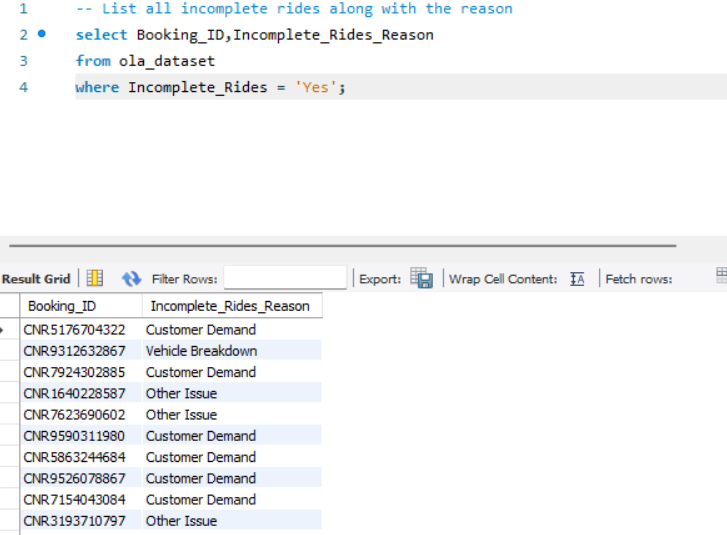 1 -- List all incomplete rides along with the reason
2 select Booking_ID,Incomplete_Rides_Reason
3 from ola_dataset
4 where Incomplete_Rides = 'Yes';
Result Grid Filter Rows: Export: Wrap Cell Content: IA Fetch rows:
Booking_ID Incomplete_Rides_Reason
CNR5176704322 Customer Demand
CNR9312632867 Vehicle Breakdown
CNR7924302885 Customer Demand
CNR1640228587 Other Issue
CNR7623690602 Other Issue
CNR9590311980 Customer Demand
CNR5863244684 Customer Demand
CNR9526078867 Customer Demand
CNR7154043084 Customer Demand
CNR3193710797 Other Issue